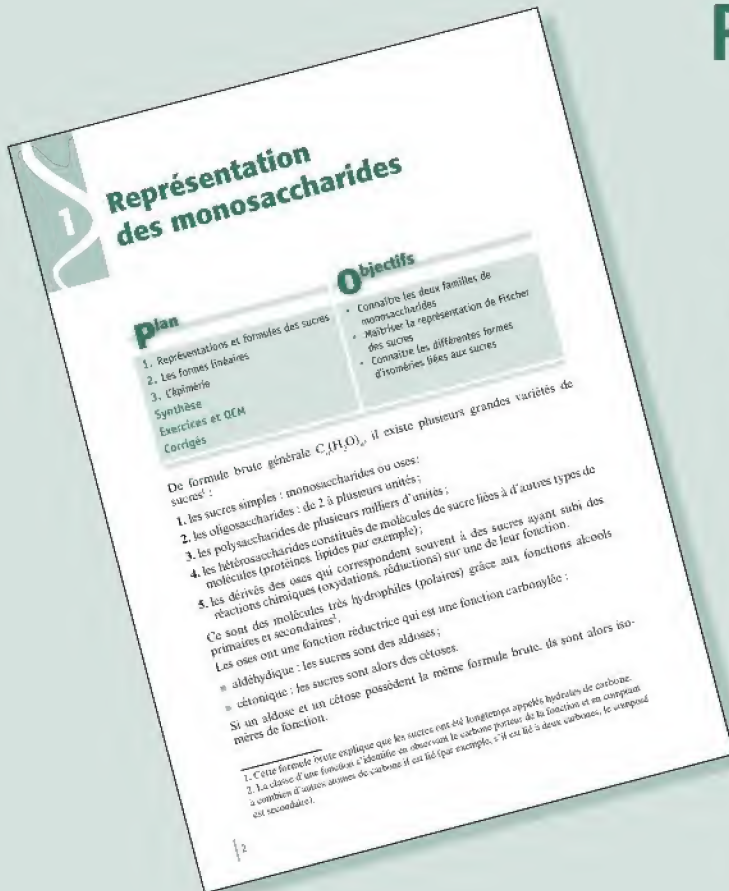 P
1
Représentation
des monosaccharides
Plan
1. Représentations et formules des sucres
2. Les formes linéaires
3. L'épimérie
Synthèse
Exercices et QCM
Corrigés
Objectifs
• Connaître les deux familles de
monosaccharides
• Maîtriser la représentation de Fischer
des sucres
• Connaître les différentes formes
d'isoméries liées aux sucres
De formule brute générale Cₙ(H₂O)ₙ, il existe plusieurs grandes variétés de
sucres¹ :
1. les sucres simples : monosaccharides ou oses ;
2. les oligosaccharides : de 2 à plusieurs unités ;
3. les polysaccharides de plusieurs milliers d'unités ;
4. les hétérosaccharides constitués de molécules de sucre liées à d'autres types de
molécules (protéines, lipides par exemple) ;
5. les dérivés des oses qui correspondent souvent à des sucres ayant subi des
réactions chimiques (oxydations, réductions) sur une de leur fonction.
Ce sont des molécules très hydrophiles (polaires) grâce aux fonctions alcools
primaires et secondaires².
Les oses ont une fonction réductrice qui est une fonction carbonylée :
■ aldéhydique : les sucres sont des aldoses ;
■ cétonique : les sucres sont alors des cétoses.
Si un aldose et un cétose possèdent la même formule brute, ils sont alors iso-
mères de fonction.
1. Cette formule brute explique que les sucres ont été longtemps appelés hydrates de carbone.
2. La classe d'une fonction s'identifie en observant le carbone porteur de la fonction et en comptant
à combien d'autres atomes de carbone il est lié (par exemple, s'il est lié à deux carbones, le composé
est secondaire).
2